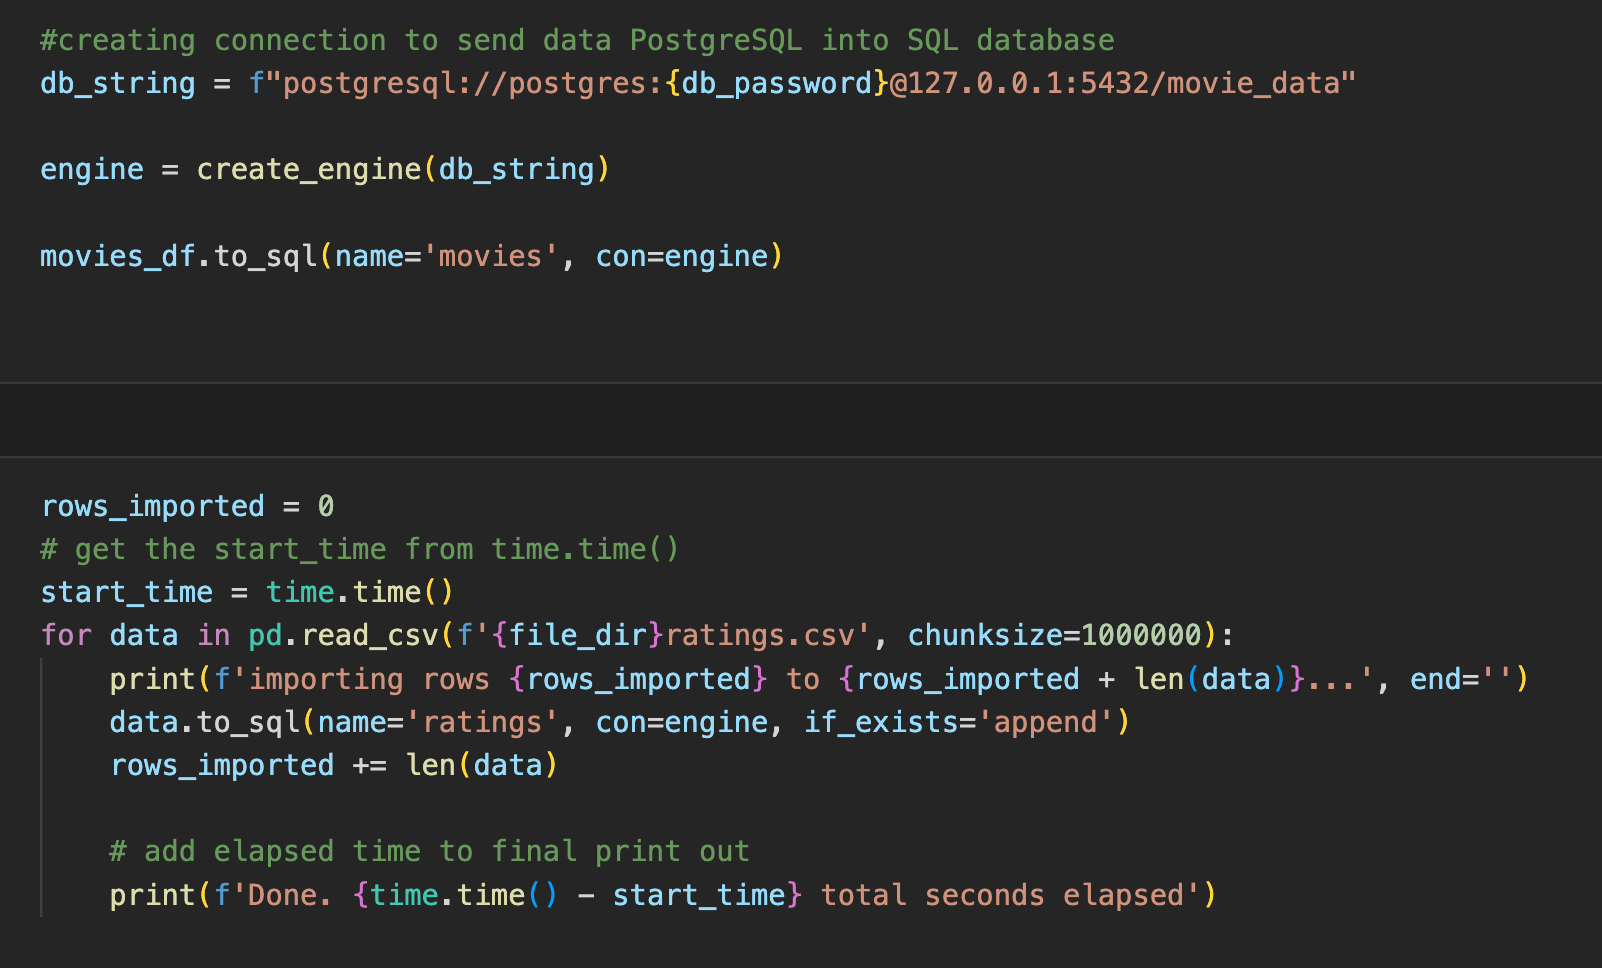 #creating connection to send data PostgreSQL into SQL database
db_string = f"postgresql://postgres:{db_password}@127.0.0.1:5432/movie_data"
engine = create_engine(db_string)
movies_df.to_sql(name='movies', con=engine)
rows_imported = 0
# get the start_time from time.time()
start_time = time.time()
for data in pd.read_csv(f'{file_dir}ratings.csv', chunksize=1000000):
    print(f'importing rows {rows_imported} to {rows_imported + len(data)}...', end='')
    data.to_sql(name='ratings', con=engine, if_exists='append')
    rows_imported += len(data)
    # add elapsed time to final print out
    print(f'Done. {time.time() - start_time} total seconds elapsed')